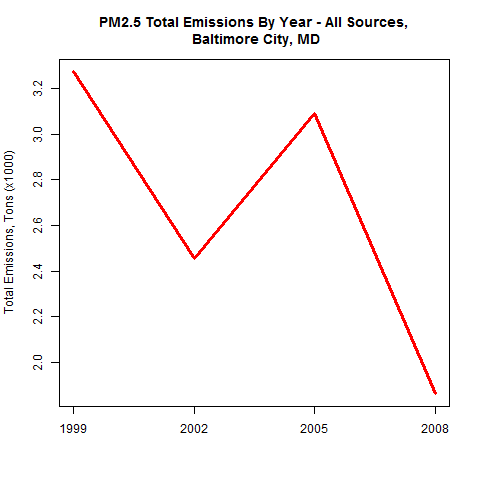 PM2.5 Total Emissions By Year - All Sources,
Baltimore City, MD
Total Emissions, Tons (x1000)
3.2
3.0
2.8
2.6
2.4
2.2
2.0
1999 2002 2005 2008